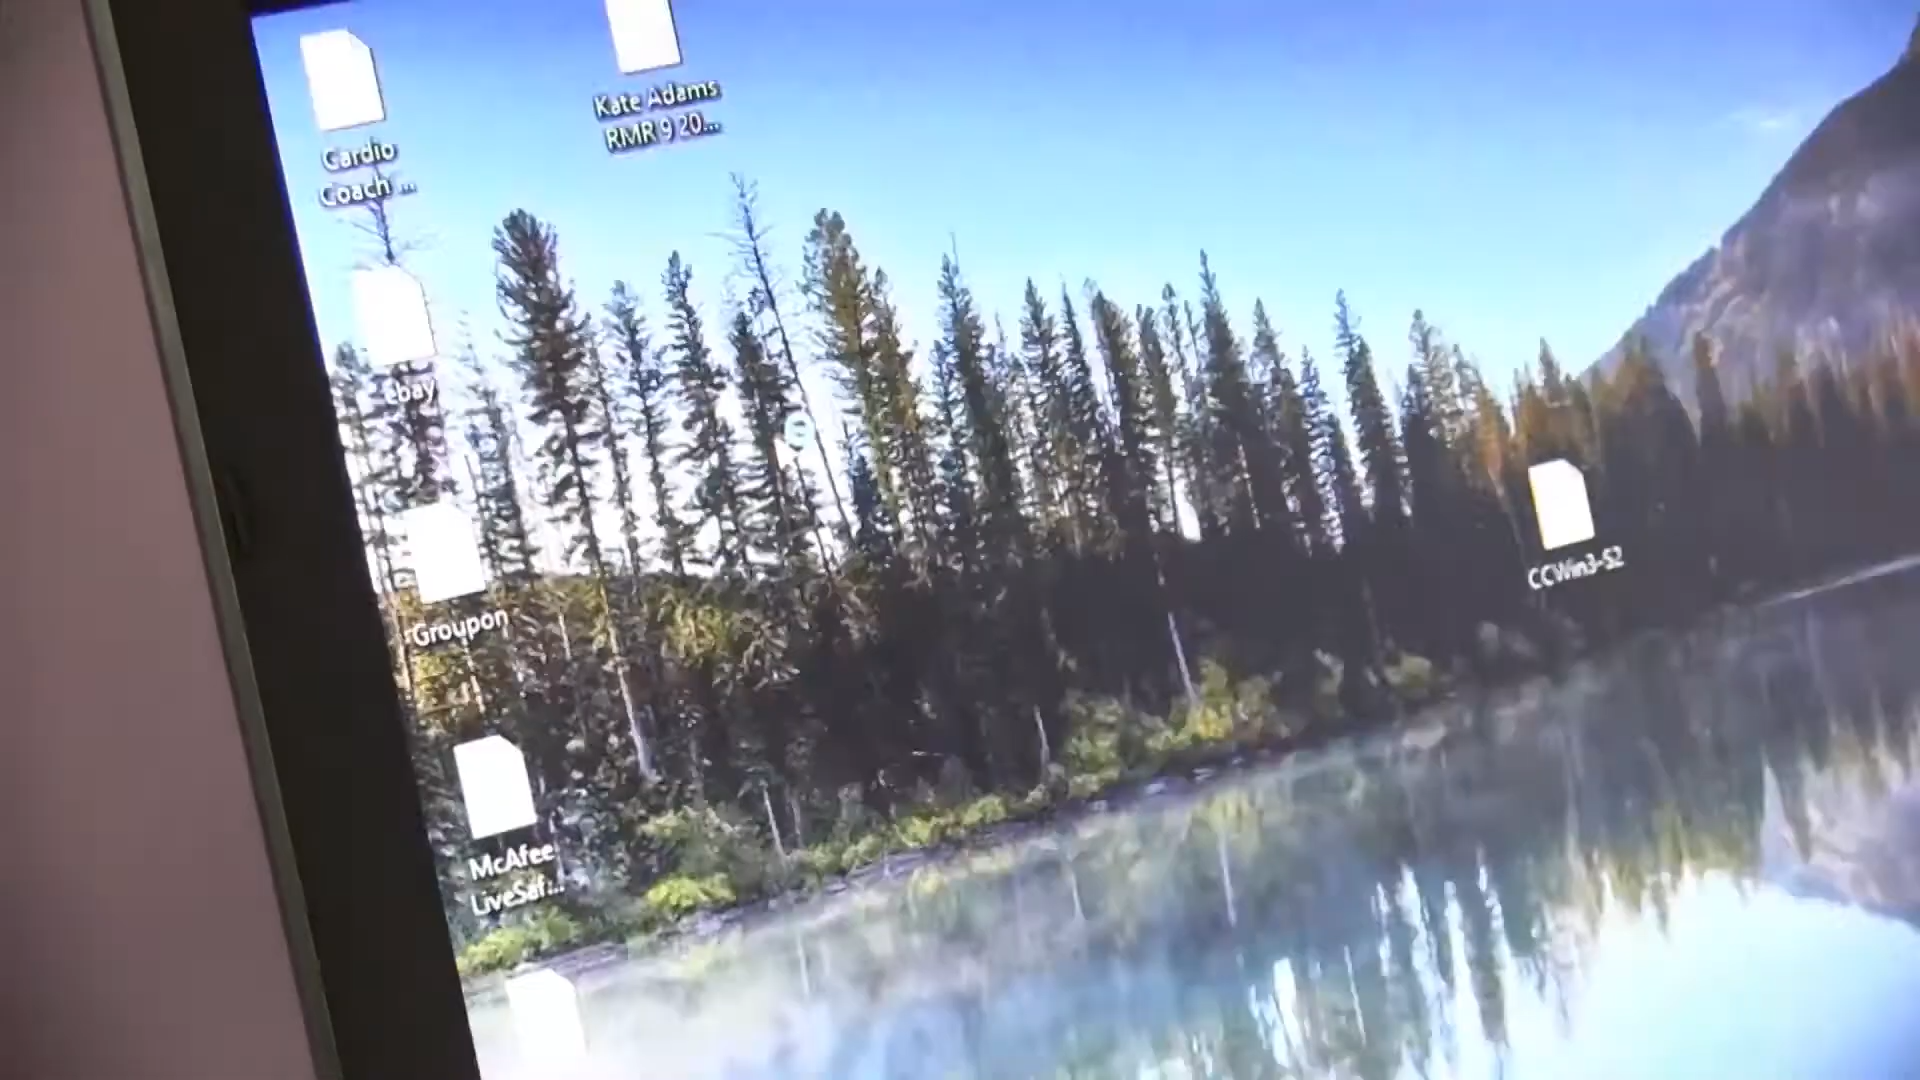 Cardio
Coach ...
Kate Adams
RMR 9 20...
ebay
Groupon
McAfee
LiveSaf...
CCWin3-S2